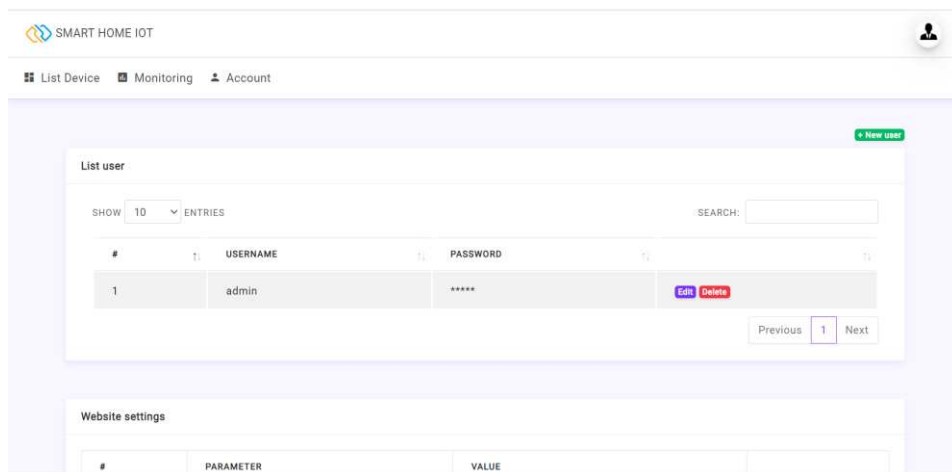 SMART HOME IOT
List Device Monitoring Account
+ New user
List user
SHOW 10 ENTRIES SEARCH:
# USERNAME PASSWORD
1 admin ***** Edit Delete
Previous 1 Next
Website settings
# PARAMETER VALUE